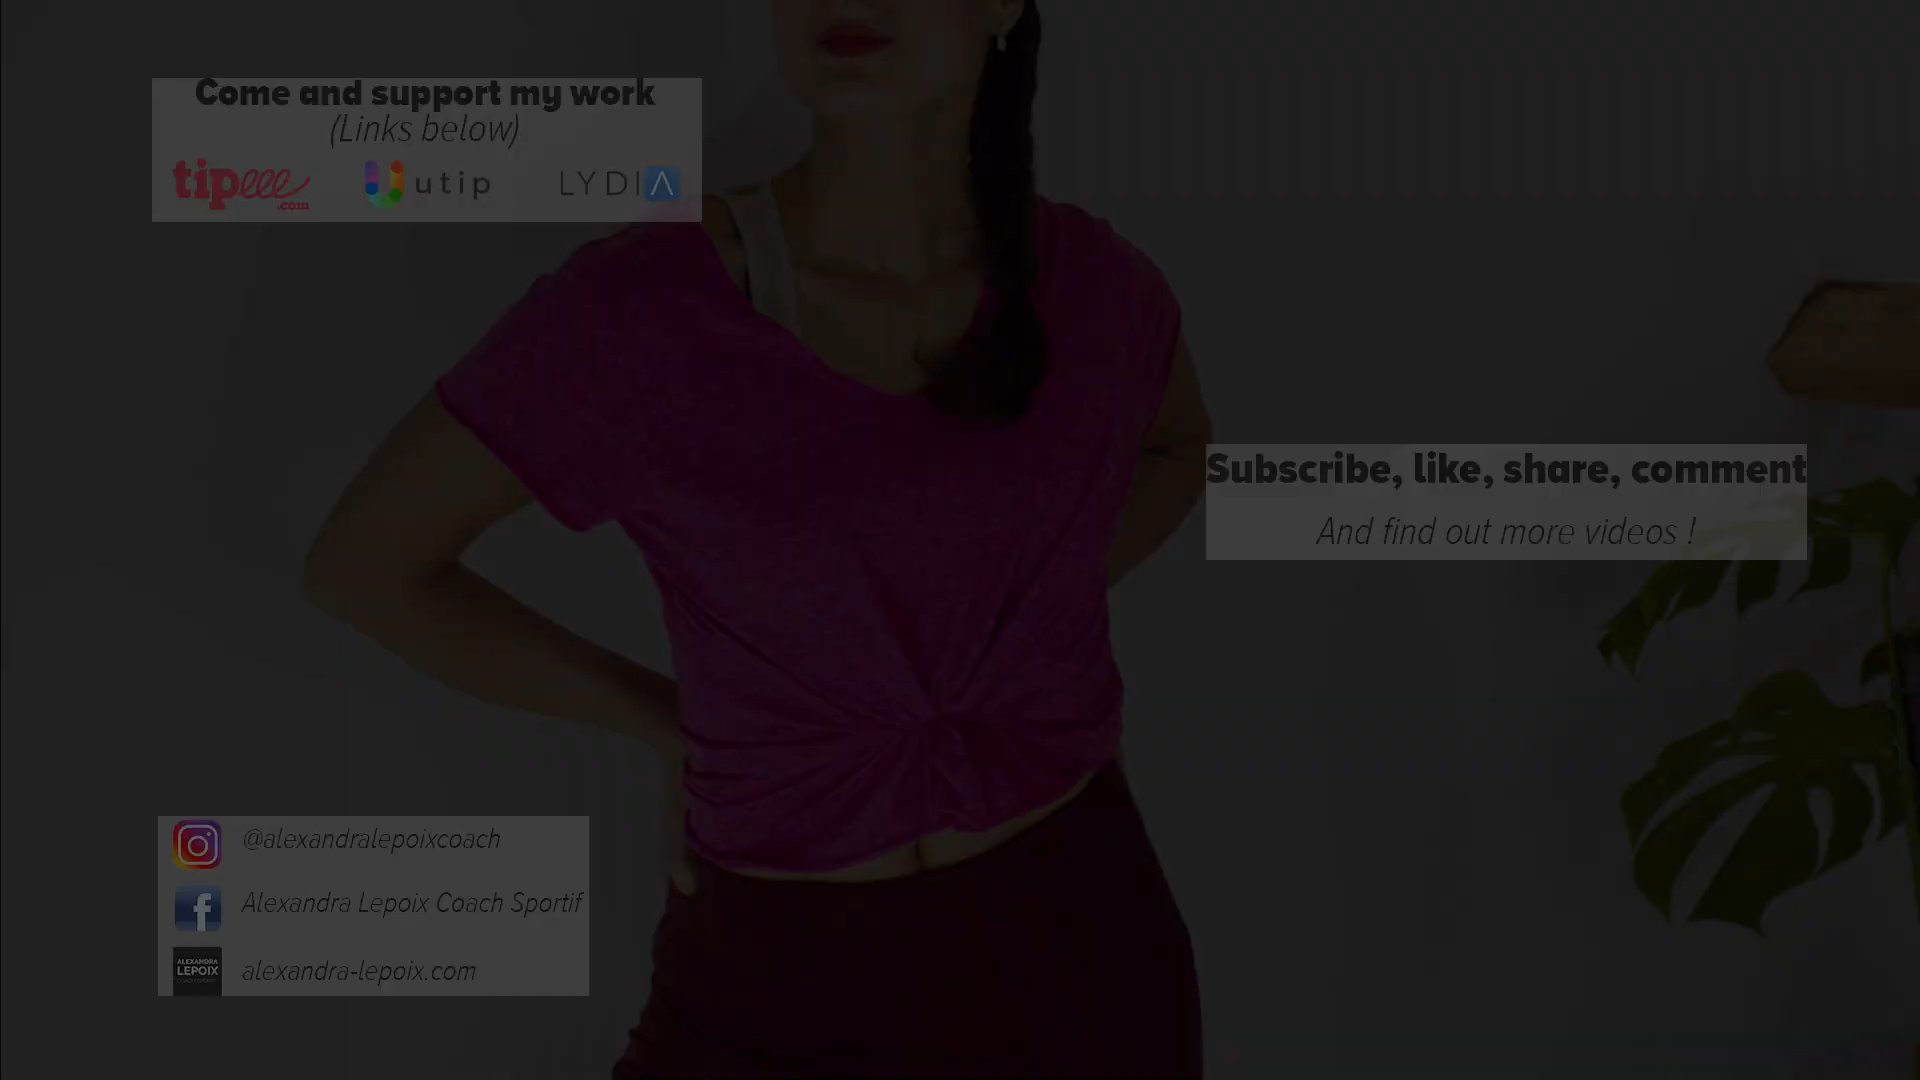 Come and support my work
(Links below)
tipeee.com utip LYDIA
Subscribe, like, share, comment
And find out more videos !
@alexandralepoixcoach
Alexandra Lepoix Coach Sportif
ALEXANDRA
LEPOIX
alexandra-lepoix.com